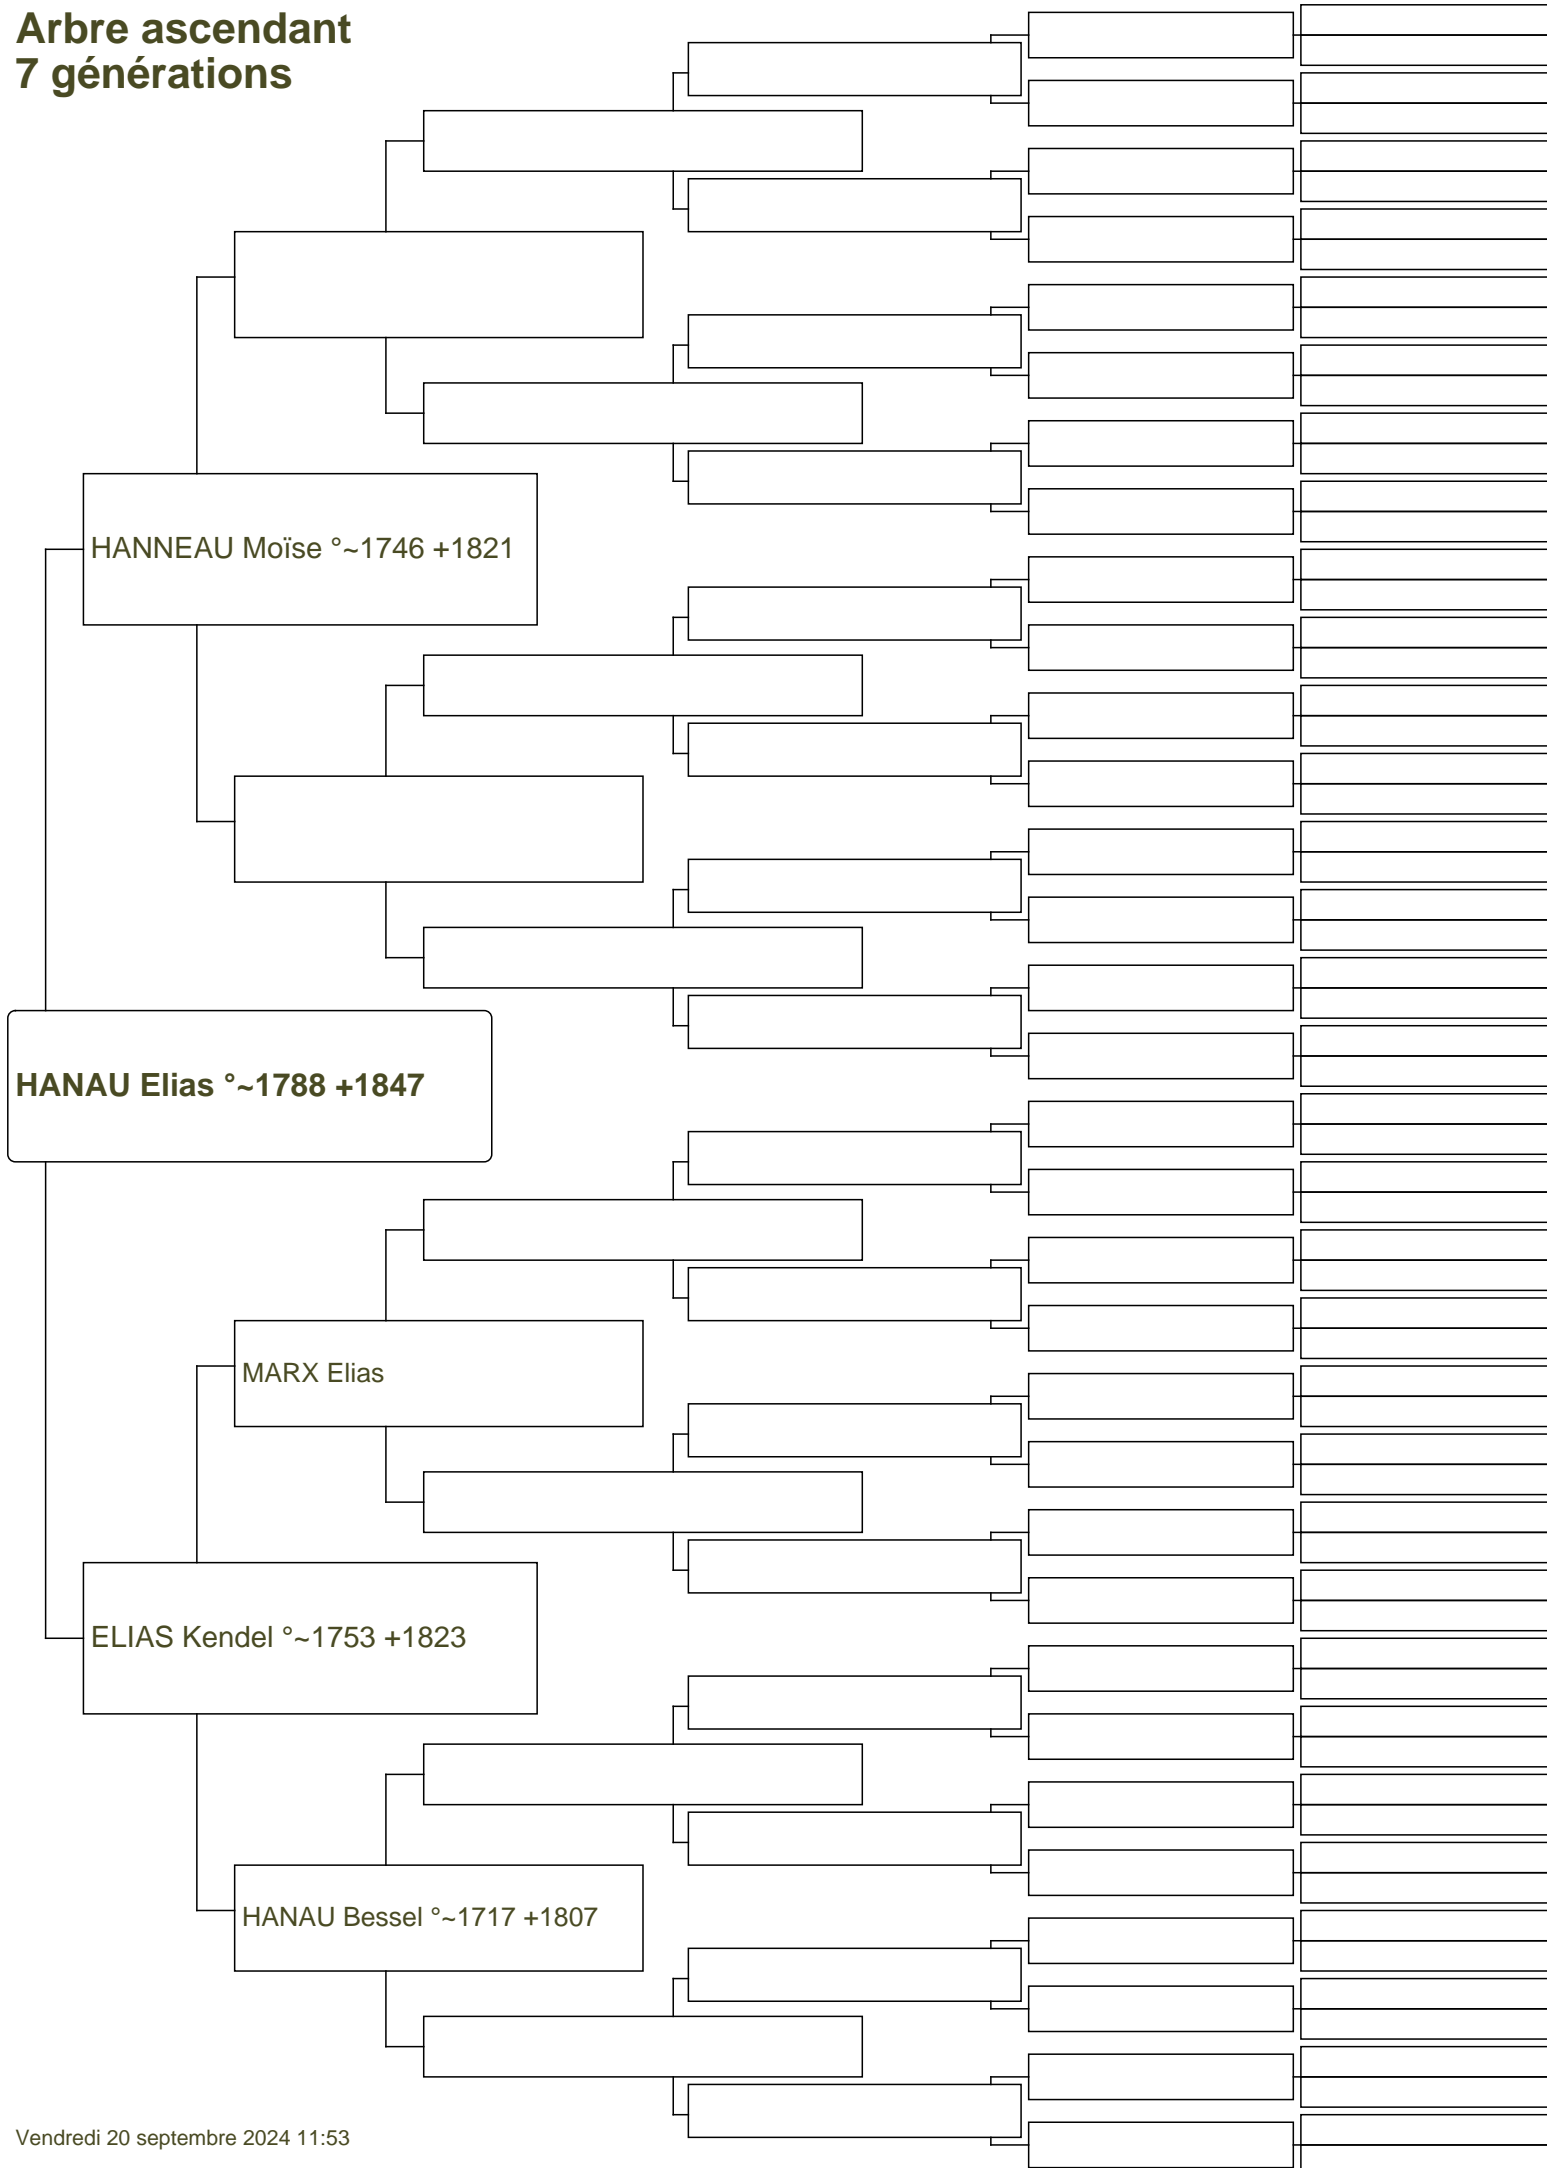 Arbre ascendant
7 générations
HANNEAU Moïse °~1746 +1821
HANAU Elias °~1788 +1847
MARX Elias
ELIAS Kendel °~1753 +1823
HANAU Bessel °~1717 +1807
Vendredi 20 septembre 2024 11:53